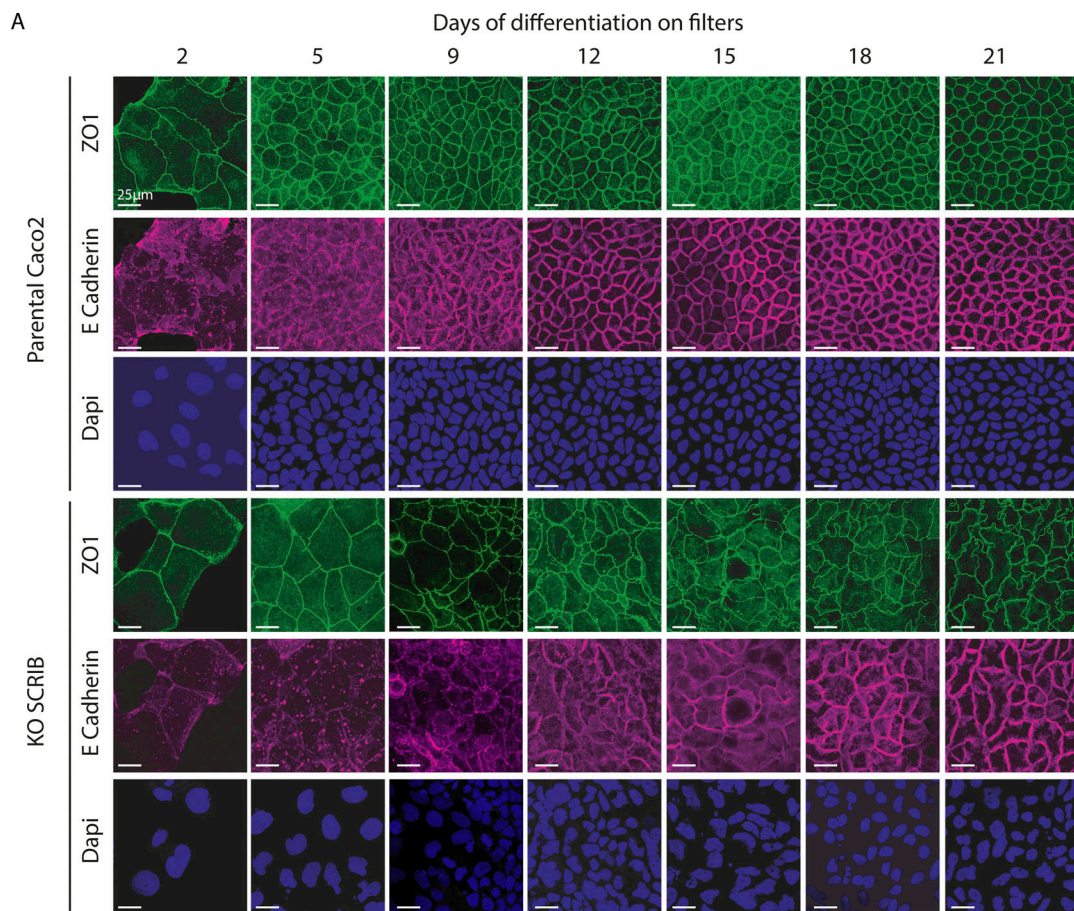 A
Days of differentiation on filters
2 5 9 12 15 18 21
Parental Caco2
ZO1
25µm
E Cadherin
Dapi
KO SCRIB
ZO1
E Cadherin
Dapi